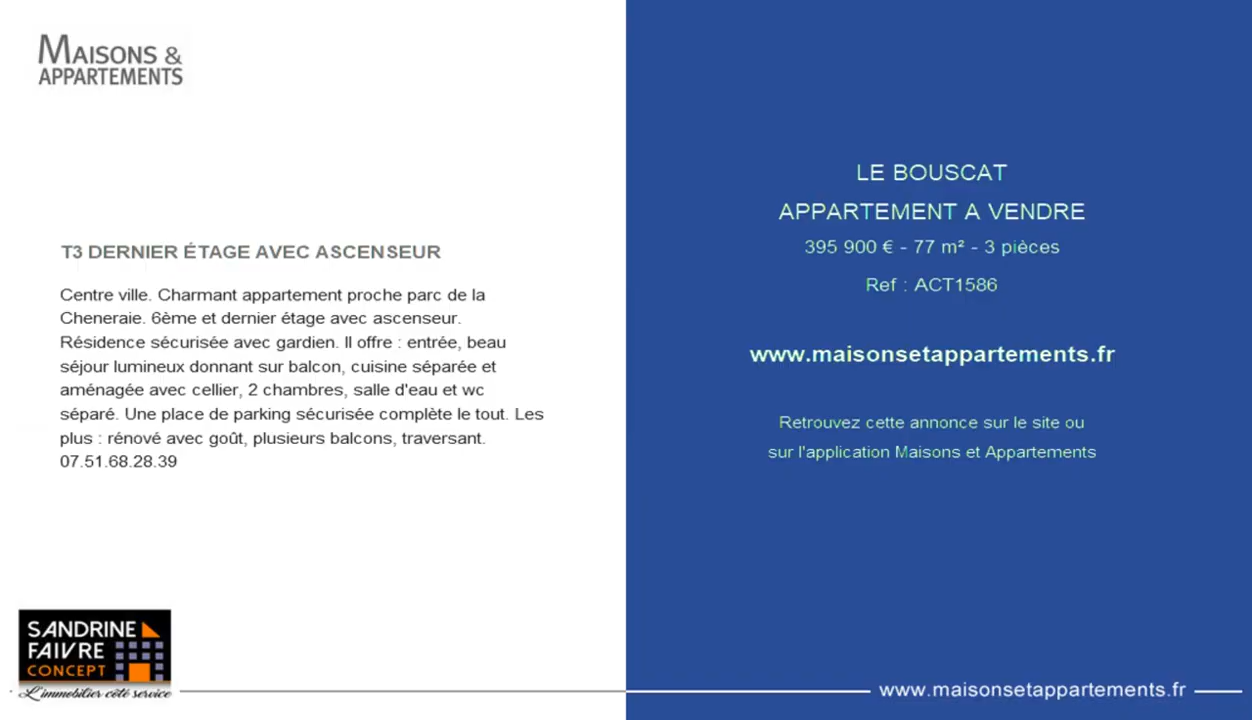 MAISONS &
APPARTEMENTS
T3 DERNIER ÉTAGE AVEC ASCENSEUR
Centre ville. Charmant appartement proche parc de la
Cheneraie. 6ème et dernier étage avec ascenseur.
Résidence sécurisée avec gardien. Il offre : entrée, beau
séjour lumineux donnant sur balcon, cuisine séparée et
aménagée avec cellier, 2 chambres, salle d'eau et wc
séparé. Une place de parking sécurisée complète le tout. Les
plus : rénové avec goût, plusieurs balcons, traversant.
07.51.68.28.39
SANDRINE
FAIVRE
CONCEPT
L'immobilier côté service
LE BOUSCAT
APPARTEMENT A VENDRE
395 900 € - 77 m² - 3 pièces
Ref : ACT1586
www.maisonsetappartements.fr
Retrouvez cette annonce sur le site ou
sur l'application Maisons et Appartements
www.maisonsetappartements.fr